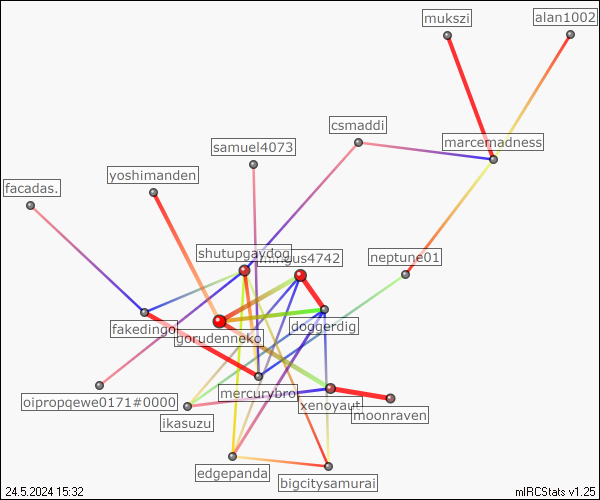 mukszi
alan1002
csmaddi
marcemadness
samuel4073
yoshimanden
facadas.
shutupgaydog
gus4742
neptune01
fakedingo
gorudenneko
doggerdig
mercurybro
xenoyaut
oipropqewe0171#0000
ikasuzu
moonraven
edgepanda
bigcitysamurai
24.5.2024 15:32
mIRCStats v1.25